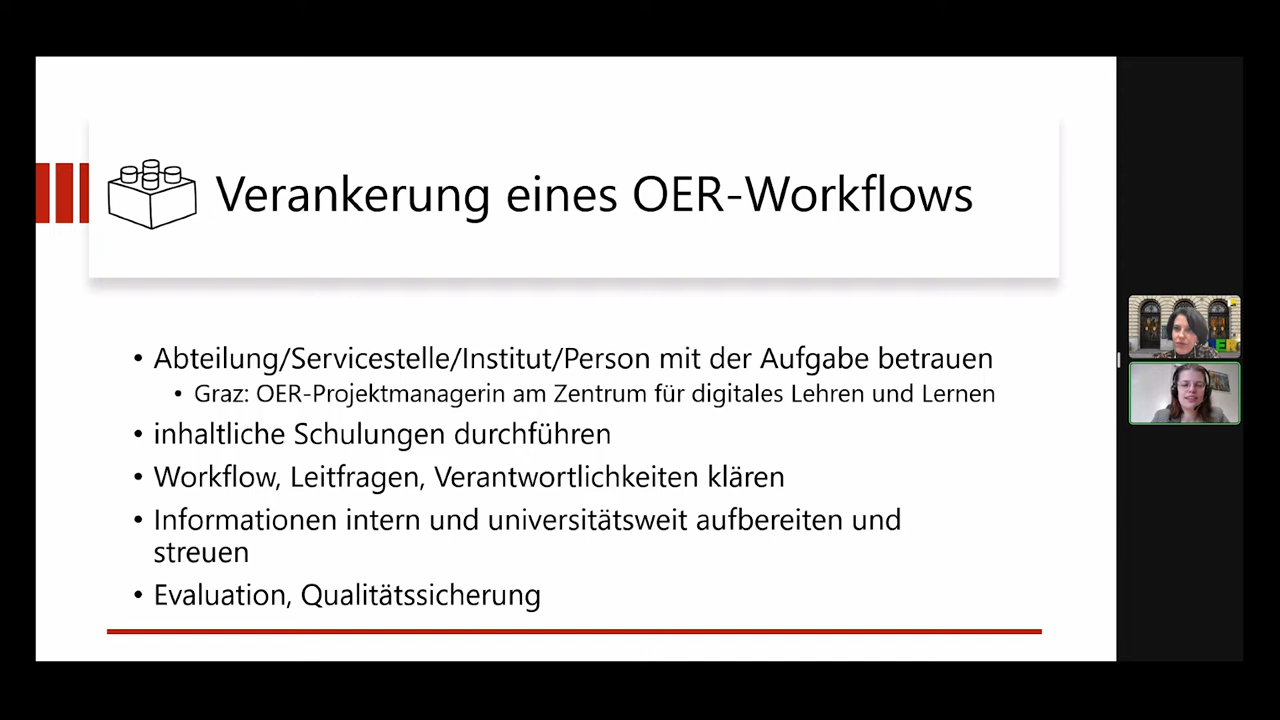 Verankerung eines OER-Workflows
• Abteilung/Servicestelle/Institut/Person mit der Aufgabe betrauen
• Graz: OER-Projektmanagerin am Zentrum für digitales Lehren und Lernen
• inhaltliche Schulungen durchführen
• Workflow, Leitfragen, Verantwortlichkeiten klären
• Informationen intern und universitätsweit aufbereiten und
streuen
• Evaluation, Qualitätssicherung